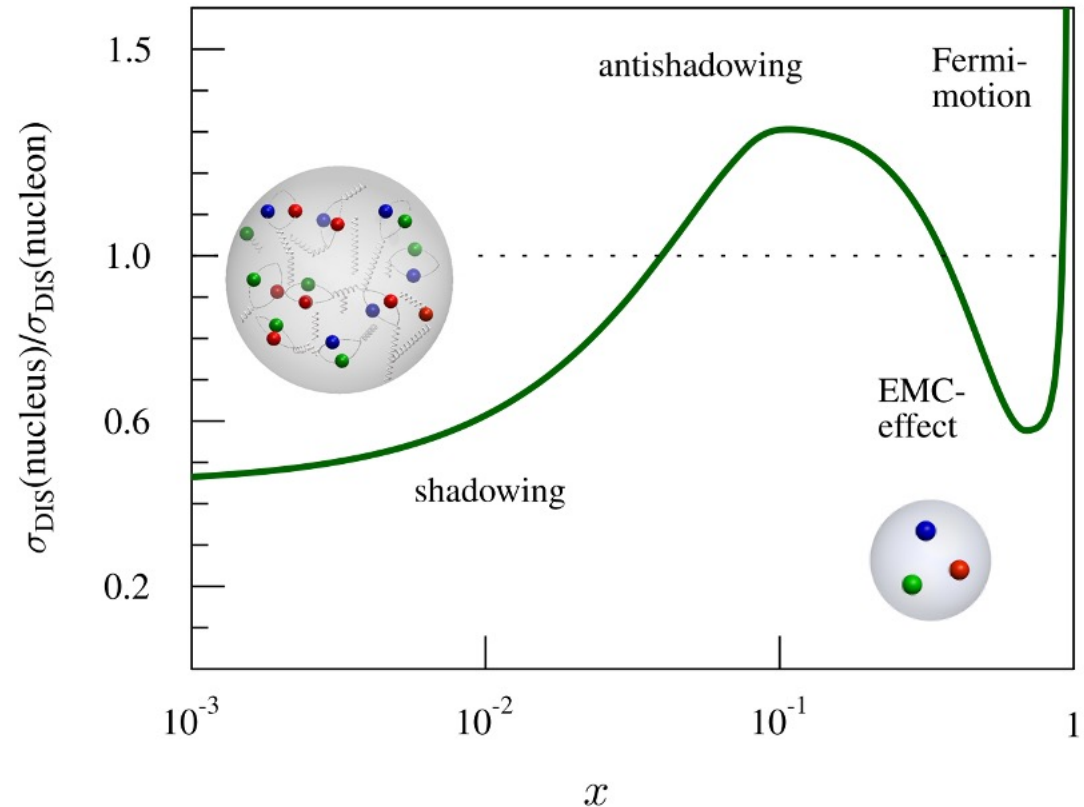 σDIS(nucleus)/σDIS(nucleon)
1.5
1.0
0.6
0.2
antishadowing
Fermi-
motion
EMC-
effect
shadowing
10⁻³
10⁻²
10⁻¹
1
x